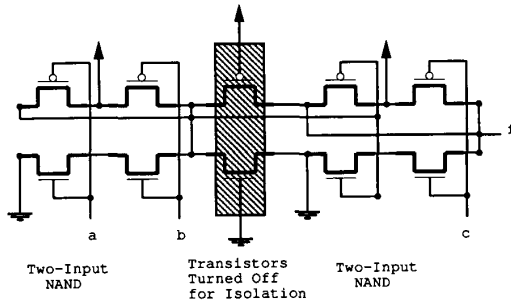 f
a
b
c
Two-Input
NAND
Transistors
Turned Off
for Isolation
Two-Input
NAND